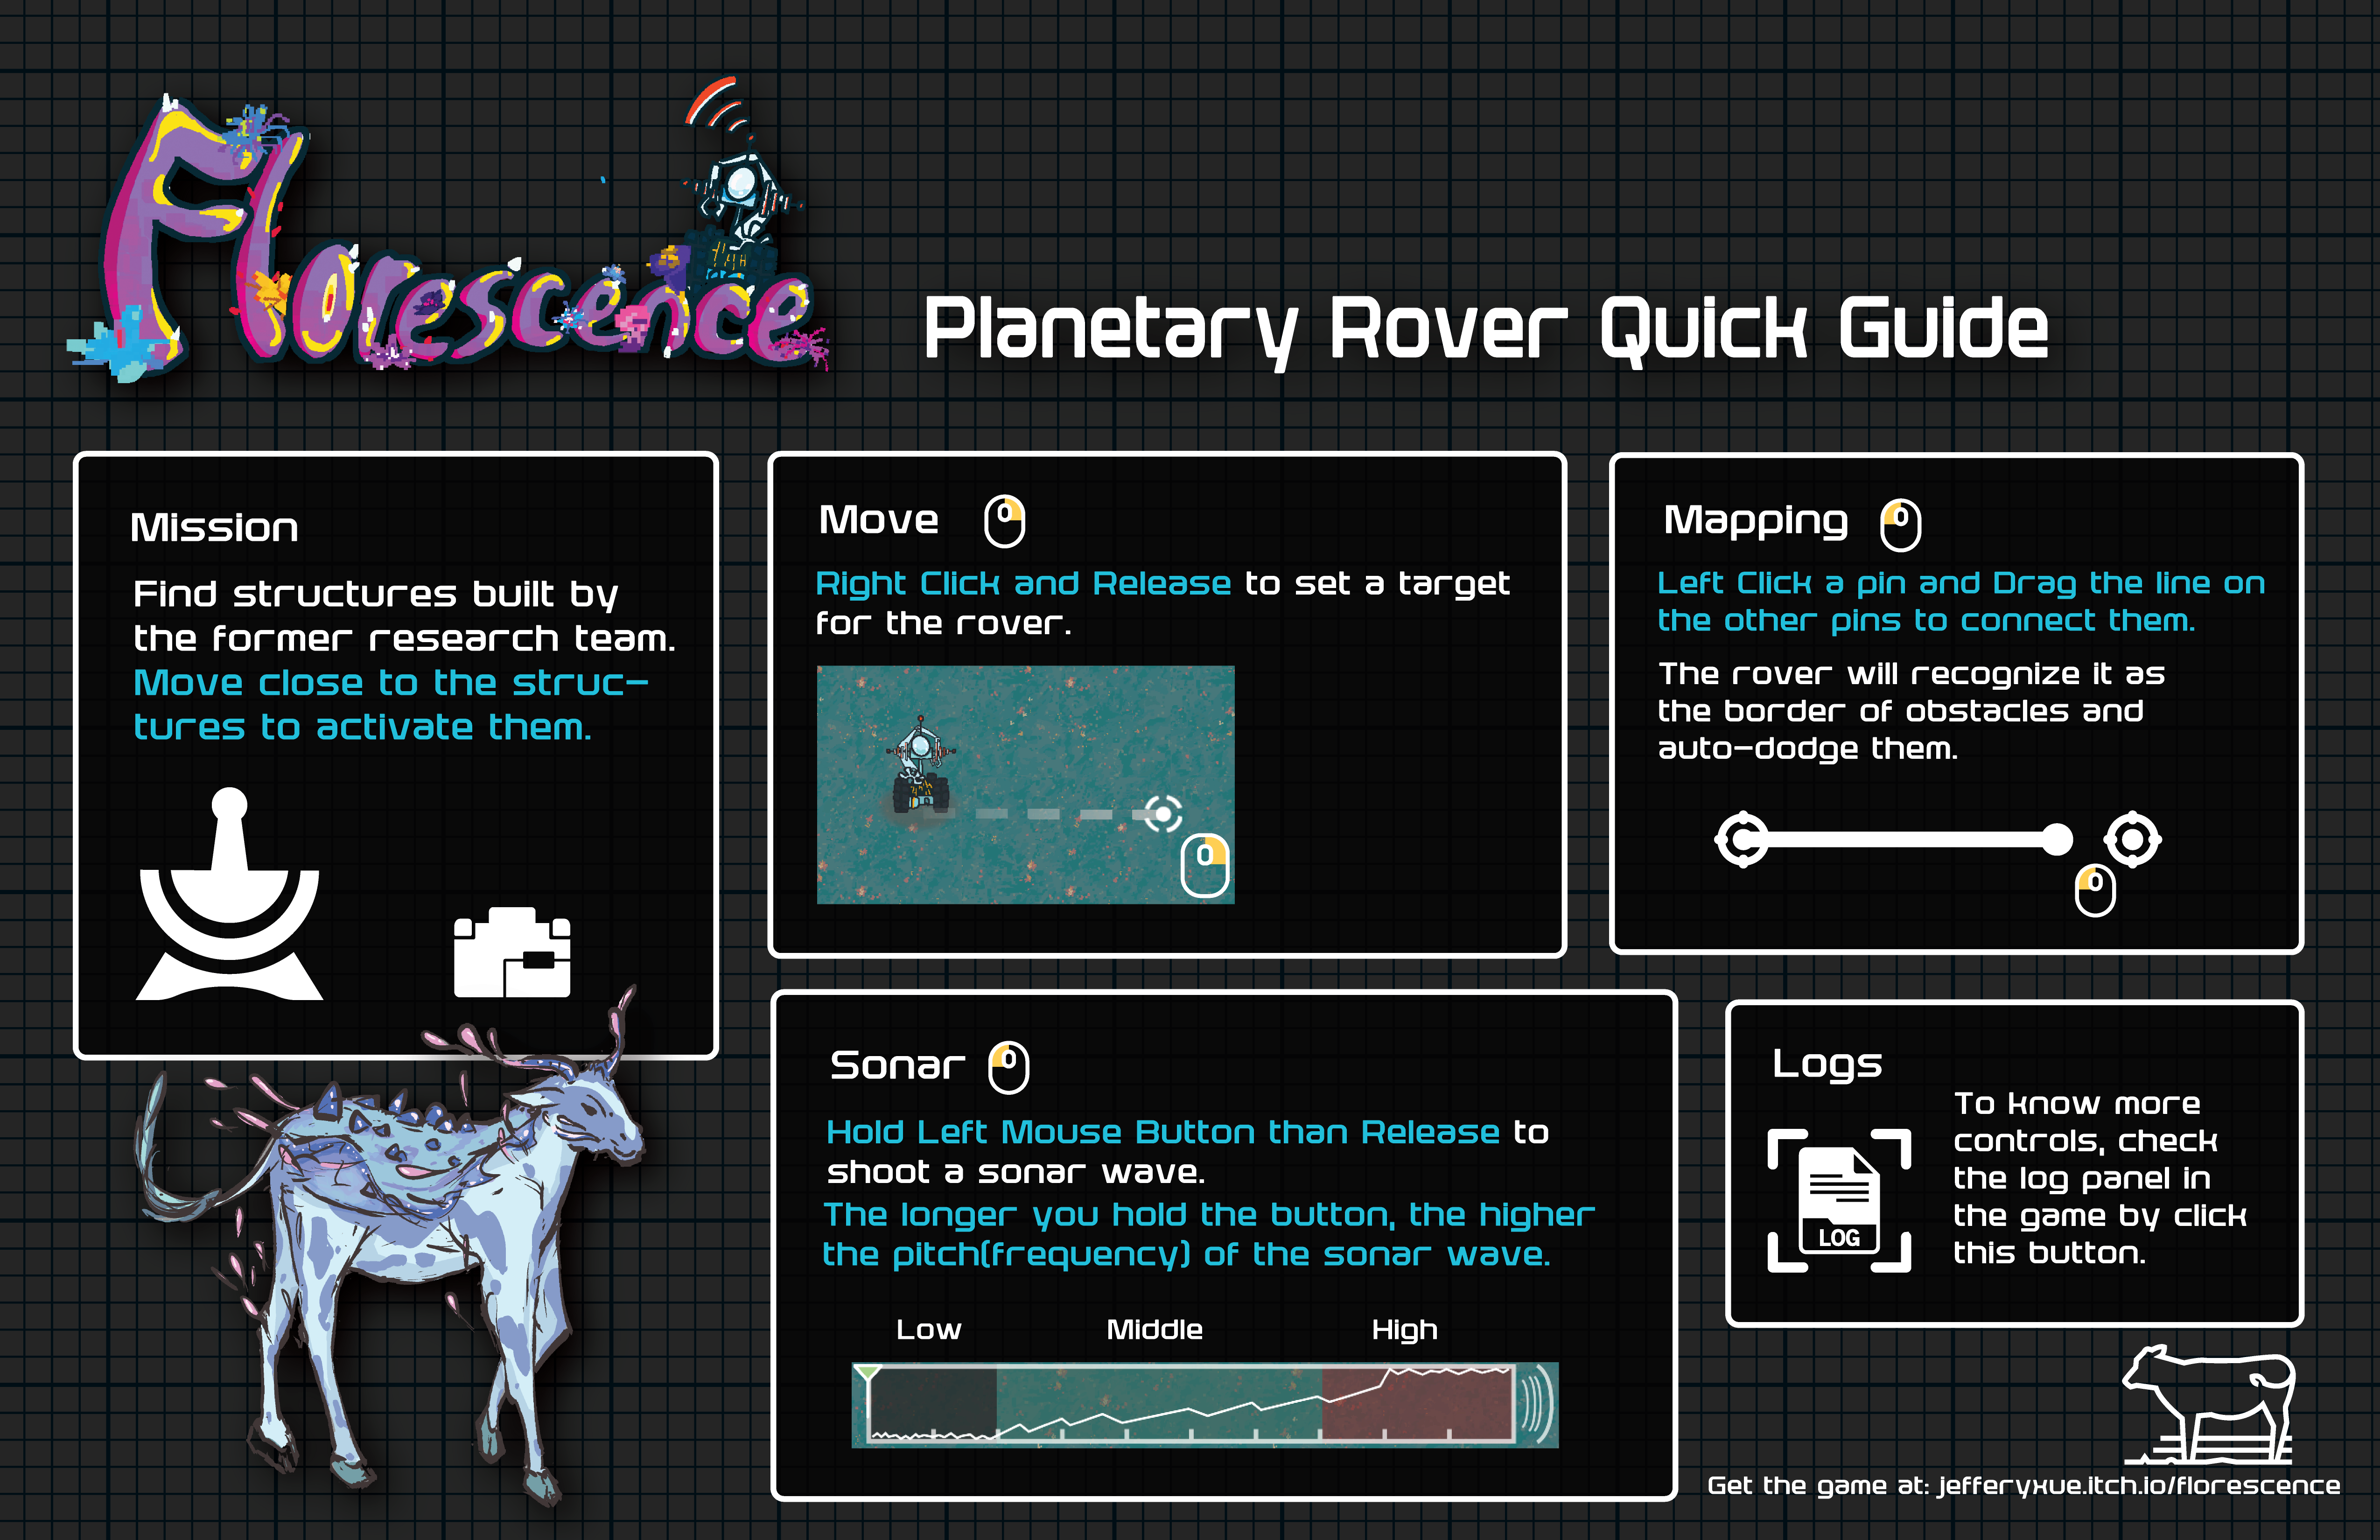 Florescence
Planetary Rover Quick Guide
Mission
Find structures built by
the former research team.
Move close to the struc-
tures to activate them.
Move
Right Click and Release to set a target
for the rover.
Mapping
Left Click a pin and Drag the line on
the other pins to connect them.
The rover will recognize it as
the border of obstacles and
auto-dodge them.
Sonar
Hold Left Mouse Button than Release to
shoot a sonar wave.
The longer you hold the button, the higher
the pitch(frequency) of the sonar wave.
Low Middle High
Logs
LOG
To know more
controls, check
the log panel in
the game by click
this button.
Get the game at: jefferyxue.itch.io/florescence